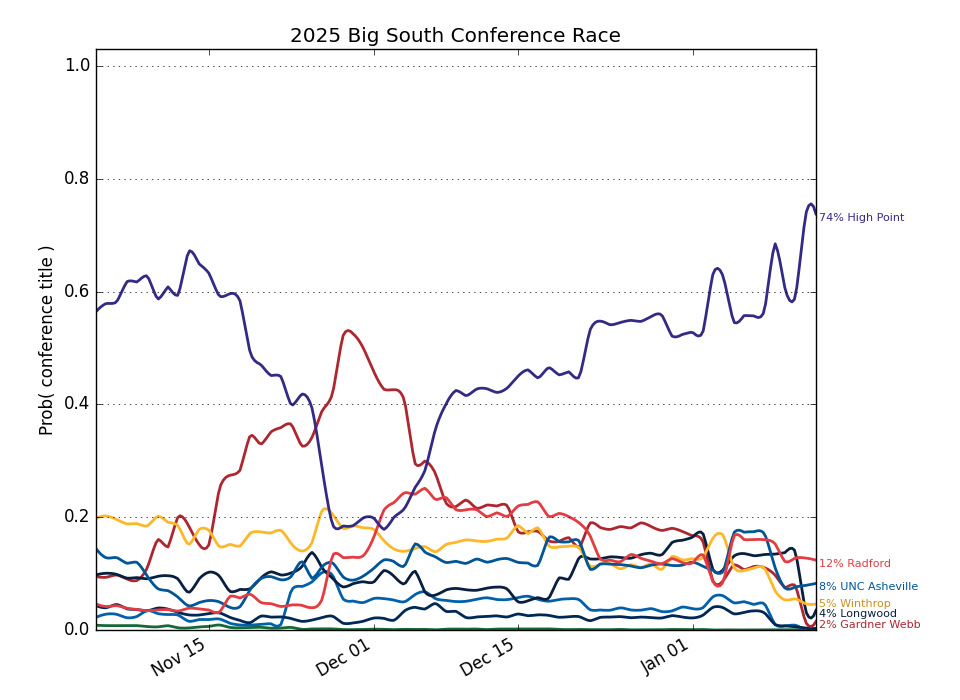 2025 Big South Conference Race
1.0
0.8
0.6
0.4
0.2
0.0
Prob( conference title )
Nov 15
Dec 01
Dec 15
Jan 01
74% High Point
12% Radford
8% UNC Asheville
5% Winthrop
4% Longwood
2% Gardner Webb